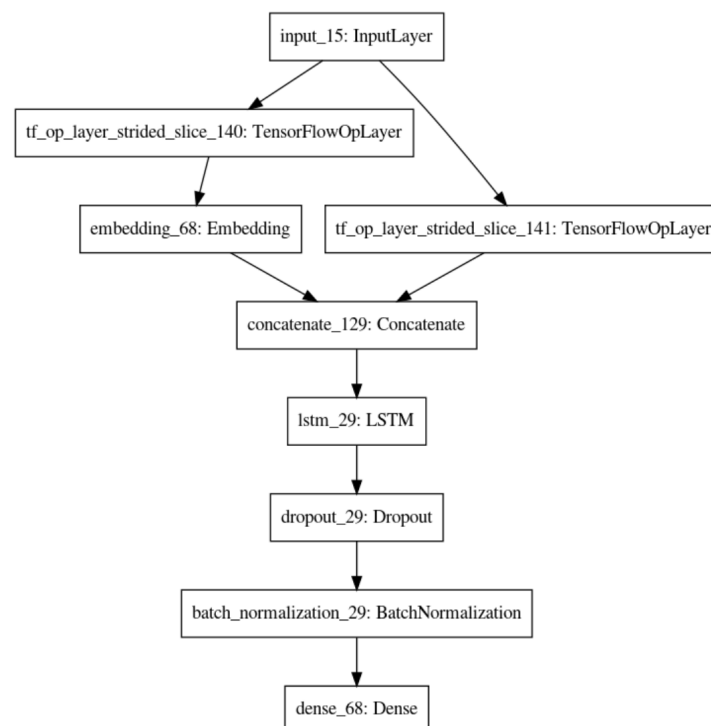 input_15: InputLayer
tf_op_layer_strided_slice_140: TensorFlowOpLayer
embedding_68: Embedding
tf_op_layer_strided_slice_141: TensorFlowOpLayer
concatenate_129: Concatenate
lstm_29: LSTM
dropout_29: Dropout
batch_normalization_29: BatchNormalization
dense_68: Dense